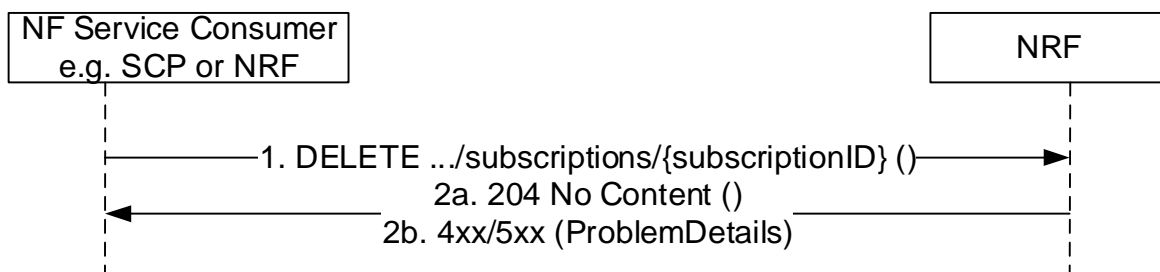 NF Service Consumer
e.g. SCP or NRF
NRF
1. DELETE .../subscriptions/{subscriptionID} ()
2a. 204 No Content ()
2b. 4xx/5xx (ProblemDetails)